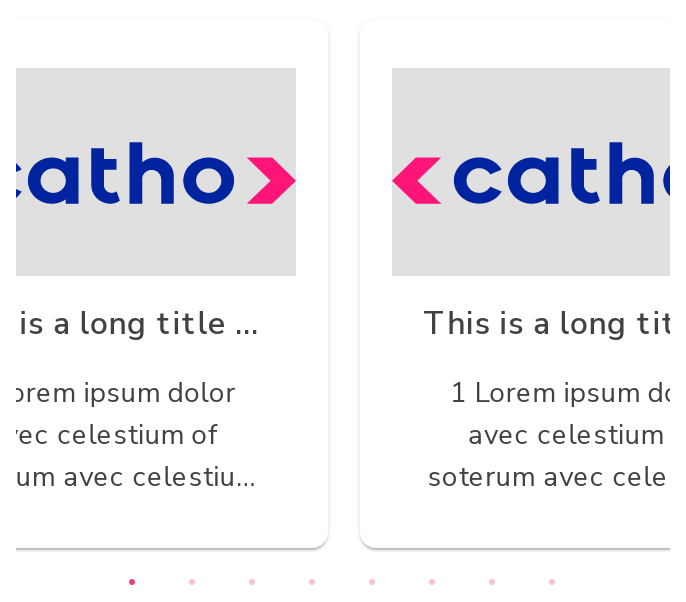 catho
is a long title ...
orem ipsum dolor
vec celestium of
um avec celestiu...
catho
This is a long tit
1 Lorem ipsum do
avec celestium
soterum avec cele